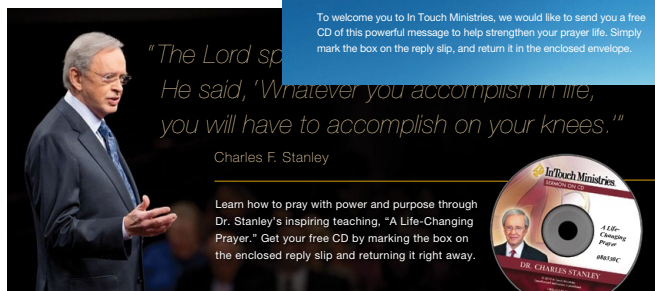 To welcome you to In Touch Ministries, we would like to send you a free
CD of this powerful message to help strengthen your prayer life. Simply
mark the box on the reply slip, and return it in the enclosed envelope.
"The Lord sp
He said, 'Whatever you accomplish in life,
you will have to accomplish on your knees.'"
Charles F. Stanley
Learn how to pray with power and purpose through
Dr. Stanley's inspiring teaching, "A Life-Changing
Prayer." Get your free CD by marking the box on
the enclosed reply slip and returning it right away.
InTouch Ministries
SERMON ON CD
A Life-
Changing
Prayer
DR. CHARLES STANLEY